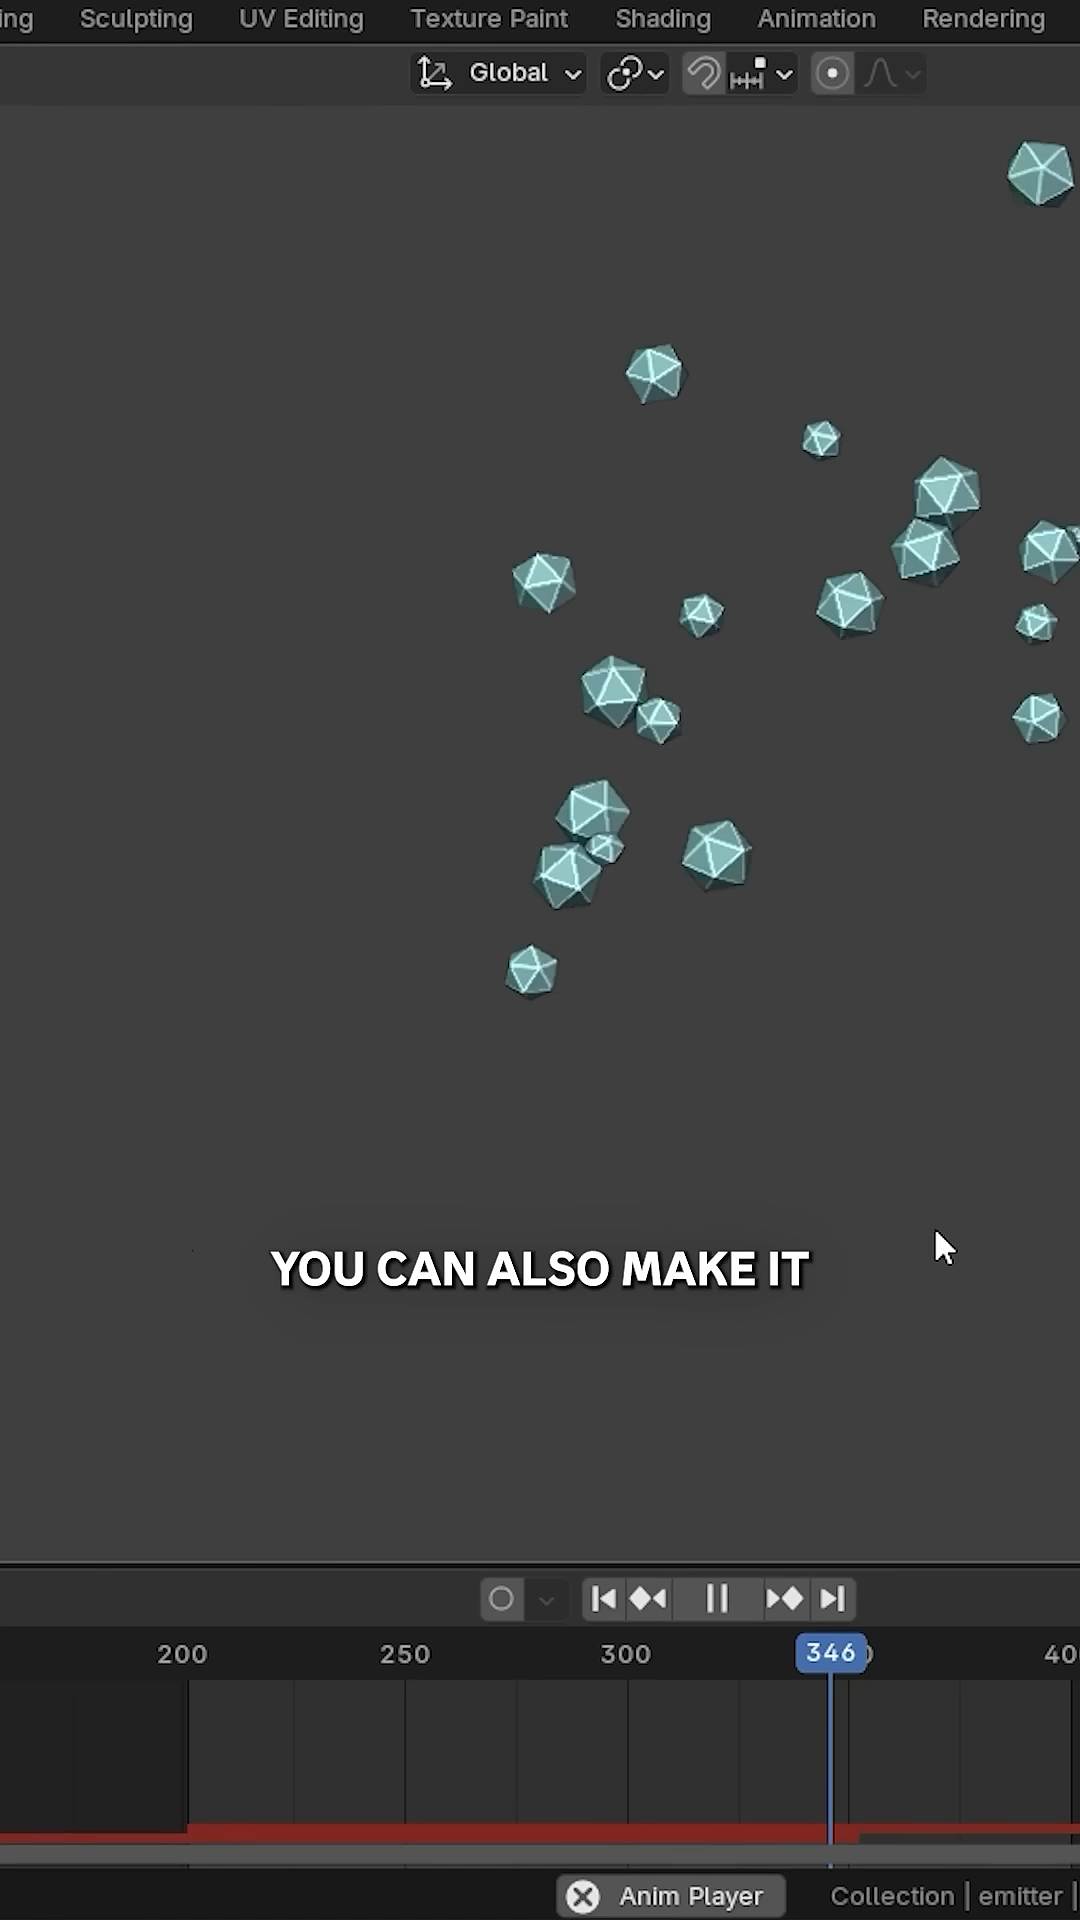 ing Sculpting UV Editing Texture Paint Shading Animation Rendering
Global
YOU CAN ALSO MAKE IT
200 250 300 346 400
Anim Player Collection | emitter |